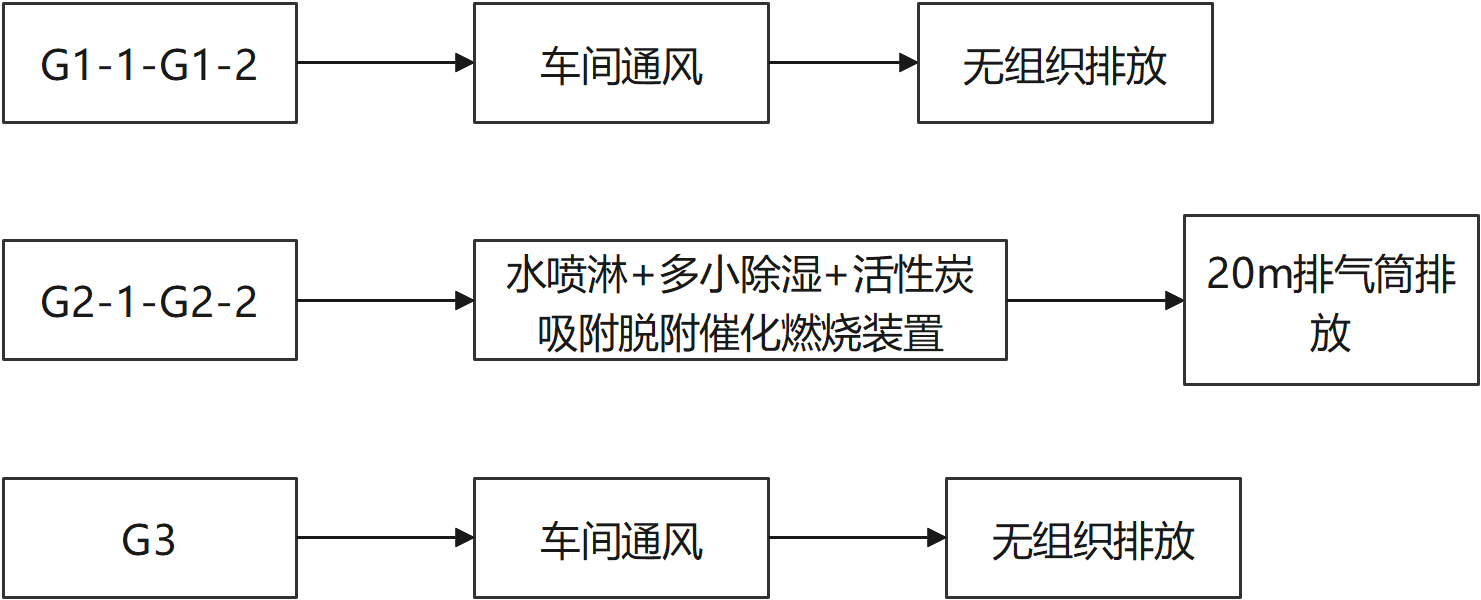 G1-1-G1-2
车间通风
无组织排放
G2-1-G2-2
水喷淋+多小除湿+活性炭
吸附脱附催化燃烧装置
20m排气筒排
放
G3
车间通风
无组织排放